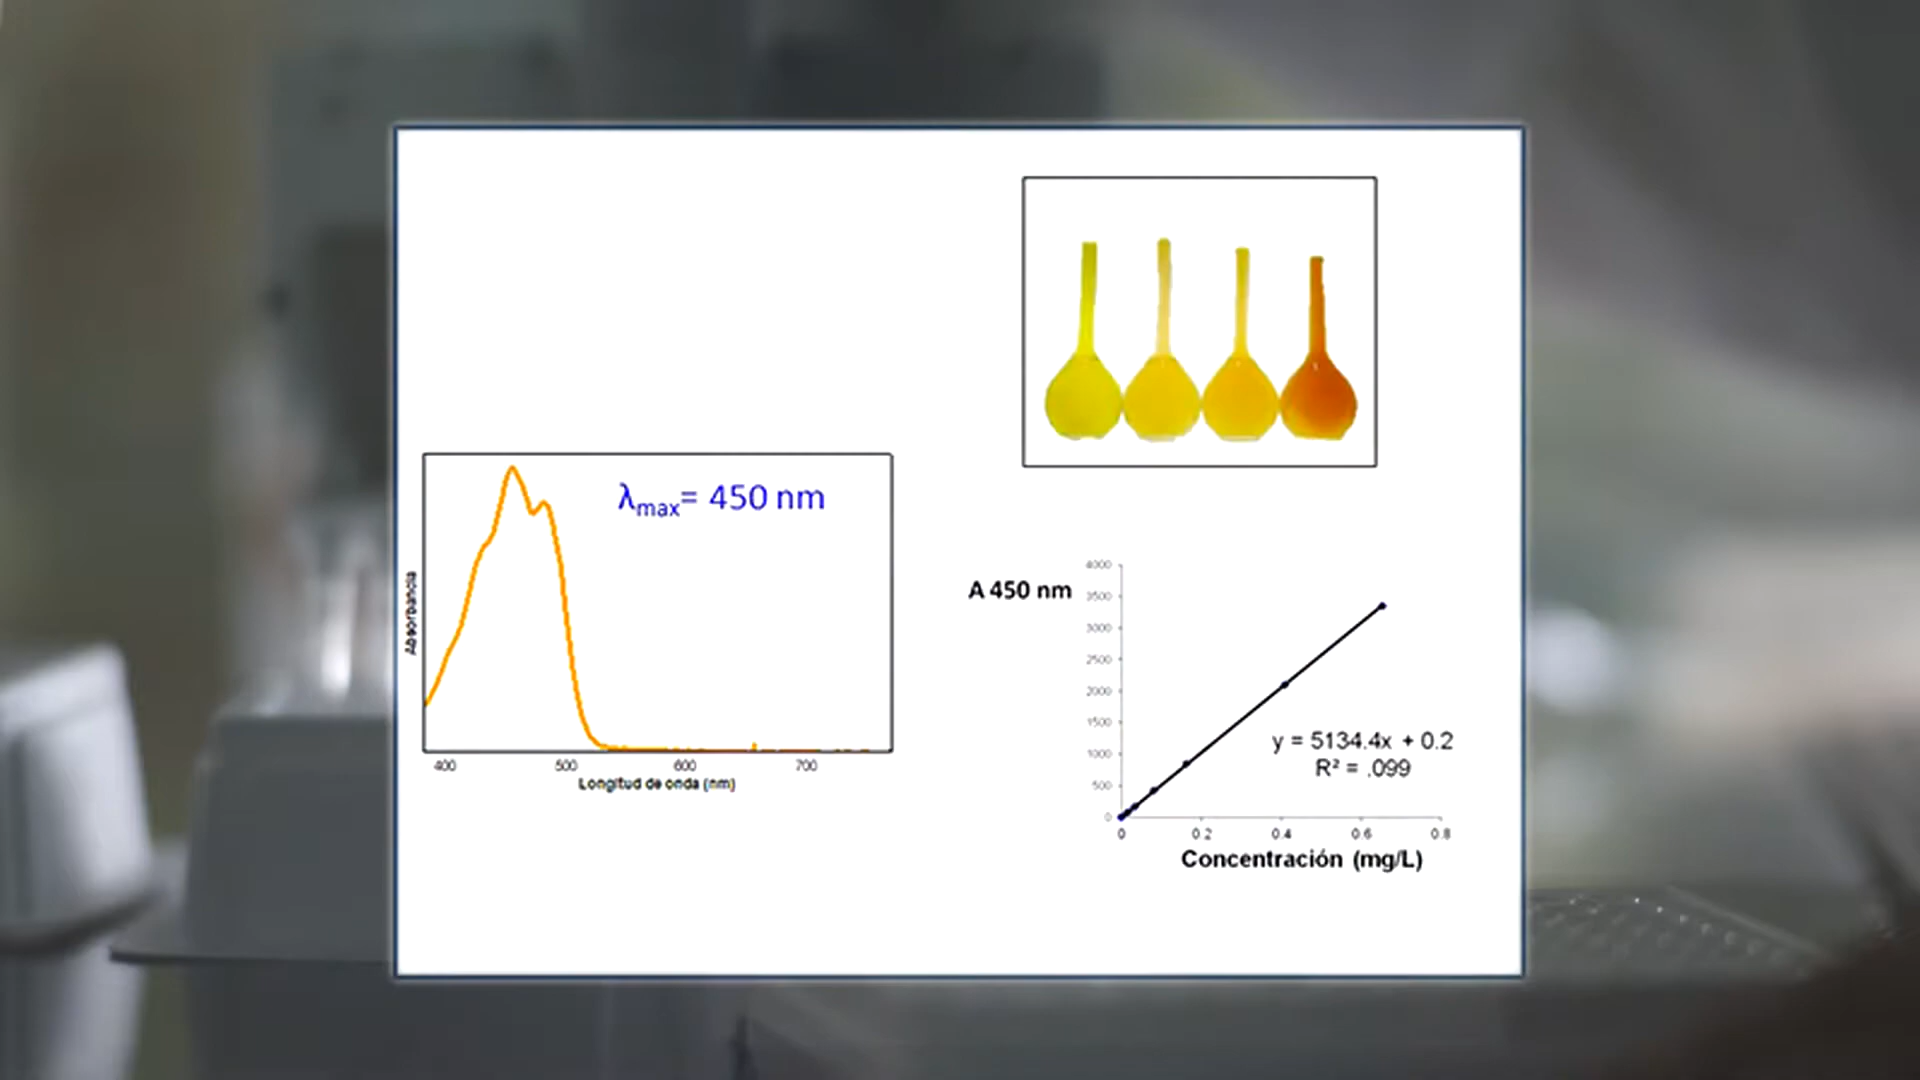 λmax= 450 nm
Absorbancia
400 500 600 700
Longitud de onda (nm)
A 450 nm
4000
3500
3000
2500
2000
1500
1000
500
0
y = 5134.4x + 0.2
R² = .099
0 0.2 0.4 0.6 0.8
Concentración (mg/L)